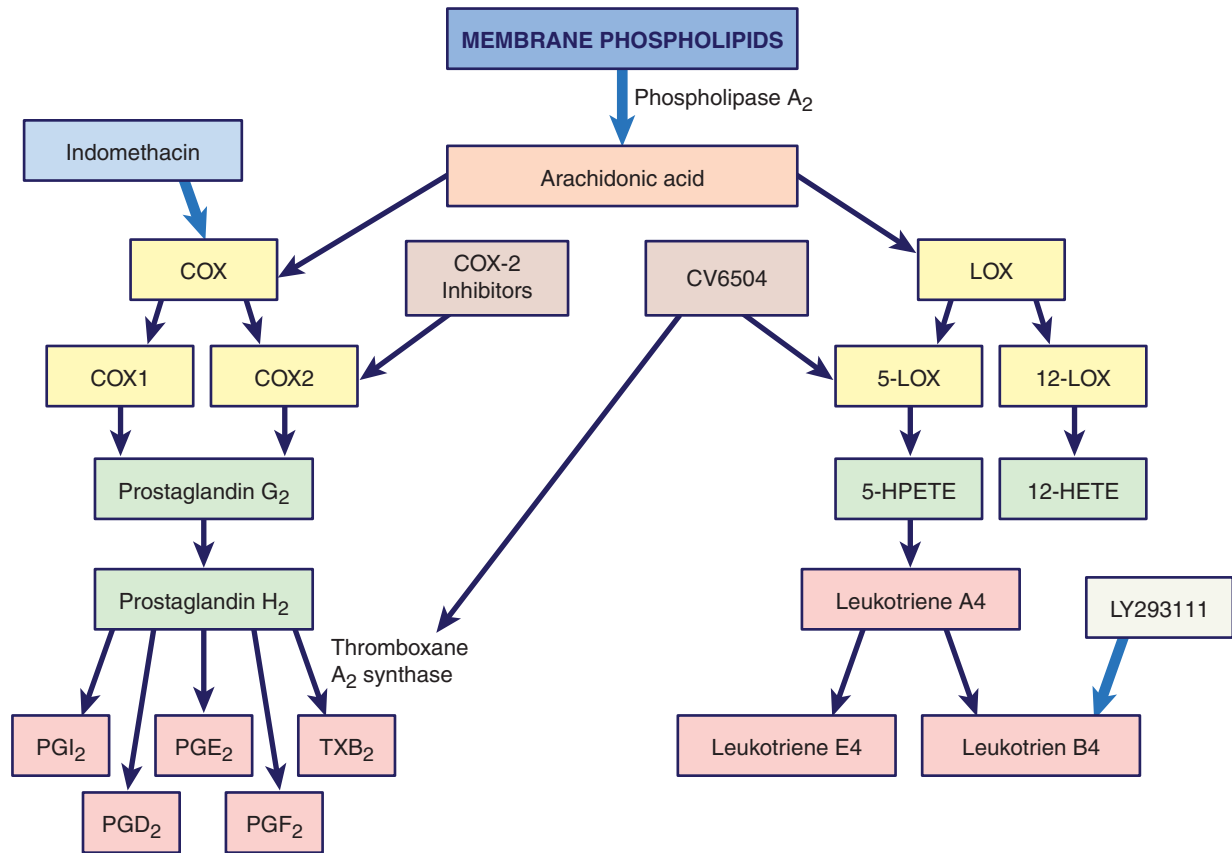 MEMBRANE PHOSPHOLIPIDS
Phospholipase A₂
Indomethacin
Arachidonic acid
COX
COX-2
Inhibitors
CV6504
LOX
COX1
COX2
5-LOX
12-LOX
Prostaglandin G₂
5-HPETE
12-HETE
Prostaglandin H₂
Leukotriene A4
LY293111
Thromboxane
A₂ synthase
PGI₂
PGE₂
TXB₂
Leukotriene E4
Leukotrien B4
PGD₂
PGF₂